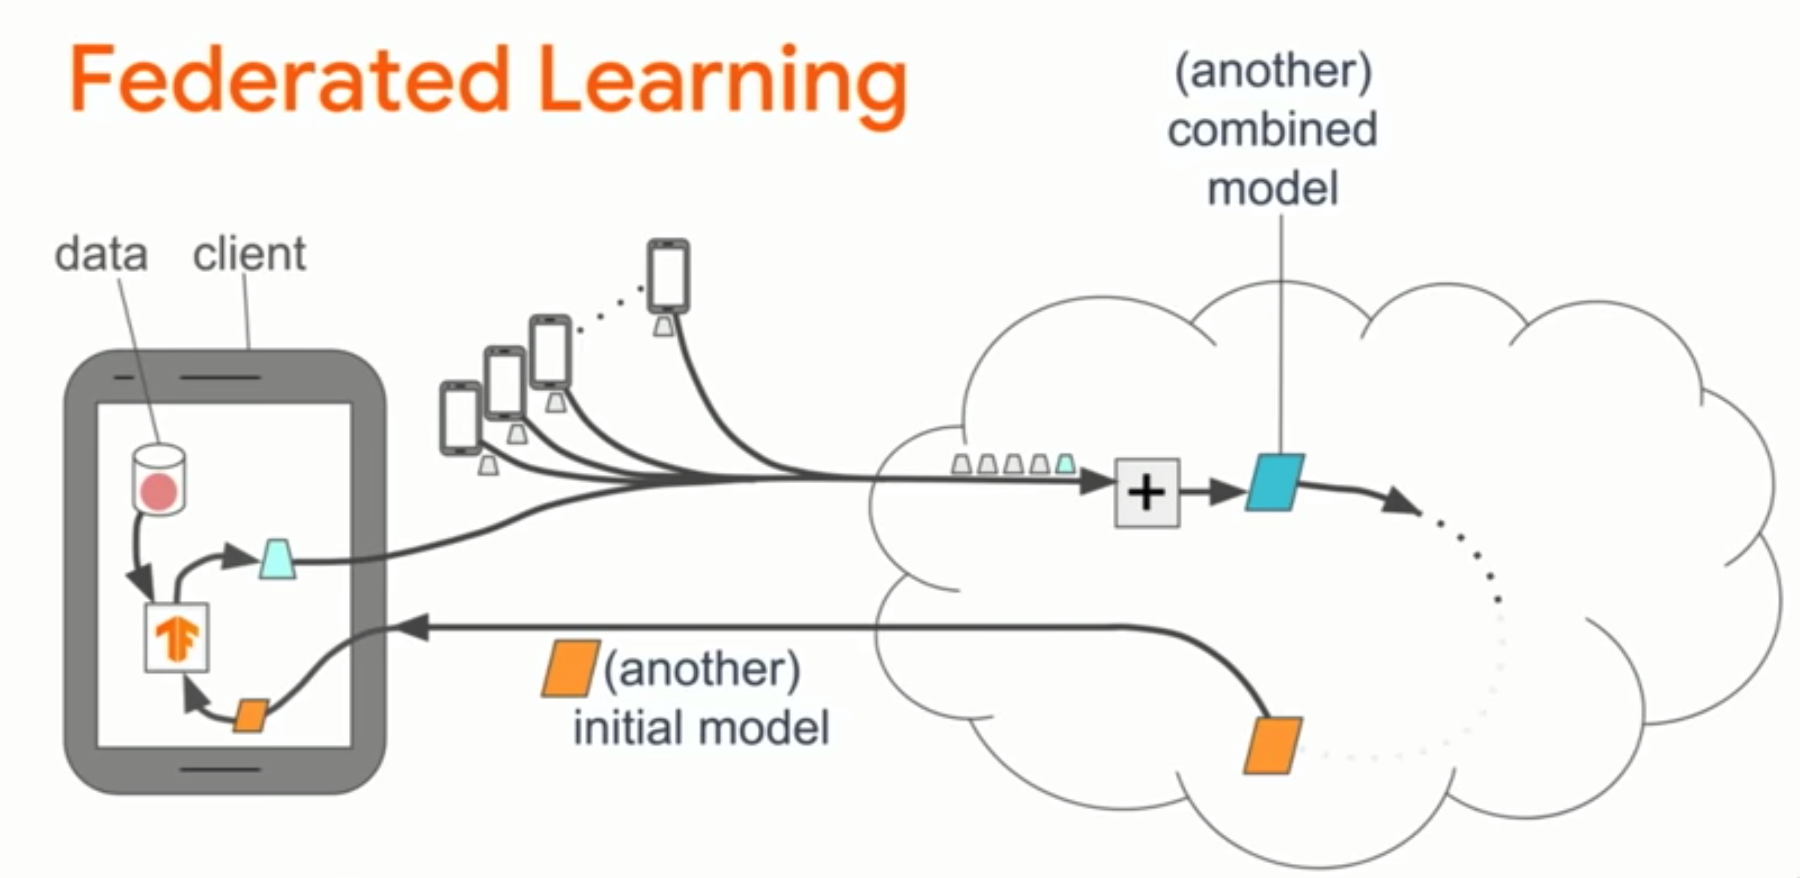 Federated Learning
(another)
combined
model
data
client
+
(another)
initial model